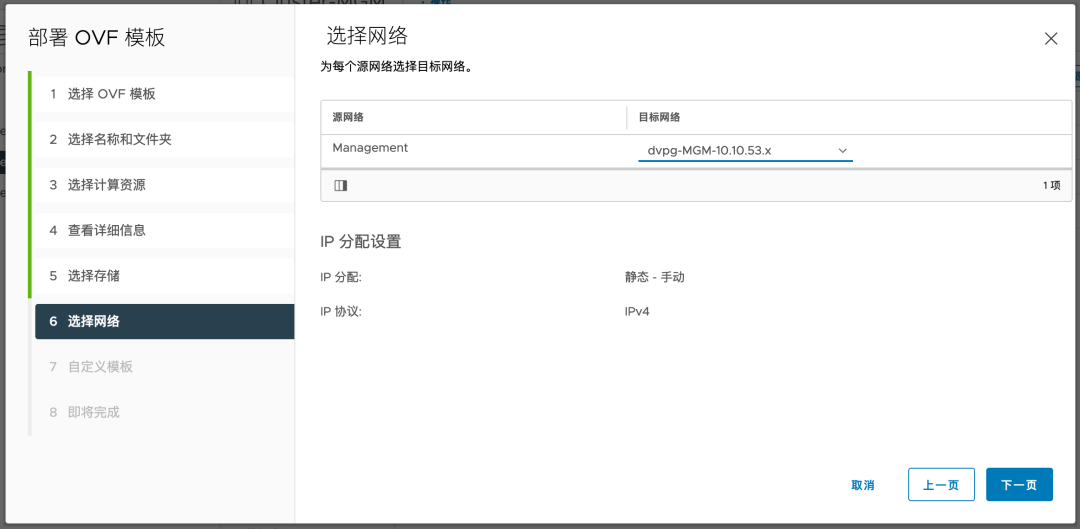 部署 OVF 模板
1 选择 OVF 模板
2 选择名称和文件夹
3 选择计算资源
4 查看详细信息
5 选择存储
6 选择网络
7 自定义模板
8 即将完成
选择网络
为每个源网络选择目标网络。
源网络 目标网络
Management dvpg-MGM-10.10.53.x
1 项
IP 分配设置
IP 分配: 静态 - 手动
IP 协议: IPv4
取消 上一页 下一页